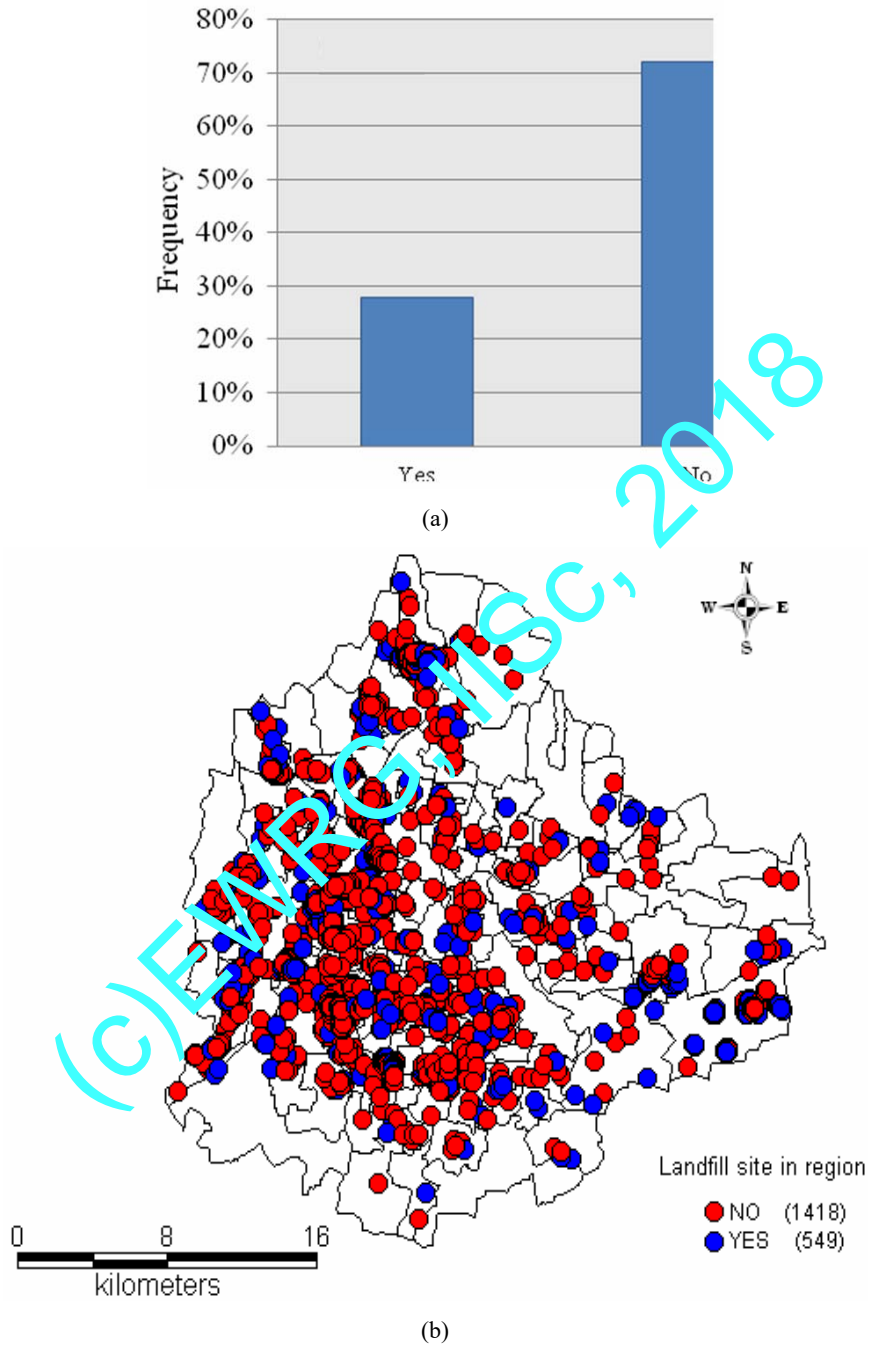 80%
70%
60%
50%
40%
30%
20%
10%
0%
Frequency
Yes
No
(a)
(c)EWRG, IISc, 2018
N
W E
S
Landfill site in region
NO (1418)
YES (549)
0 8 16
kilometers
(b)